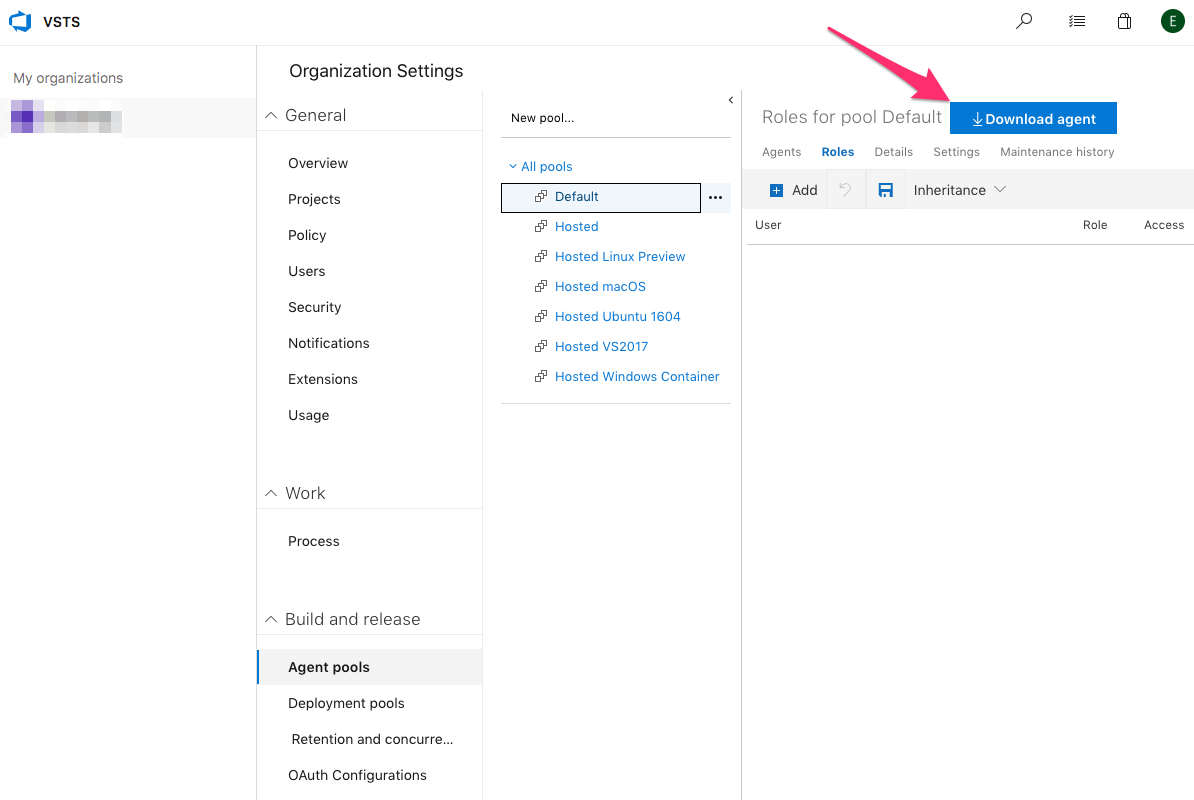 VSTS
E
My organizations
Organization Settings
General
Overview
Projects
Policy
Users
Security
Notifications
Extensions
Usage
Work
Process
Build and release
Agent pools
Deployment pools
Retention and concurre...
OAuth Configurations
New pool...
All pools
Default
Hosted
Hosted Linux Preview
Hosted macOS
Hosted Ubuntu 1604
Hosted VS2017
Hosted Windows Container
Roles for pool Default
Download agent
Agents Roles Details Settings Maintenance history
Add Inheritance
User Role Access